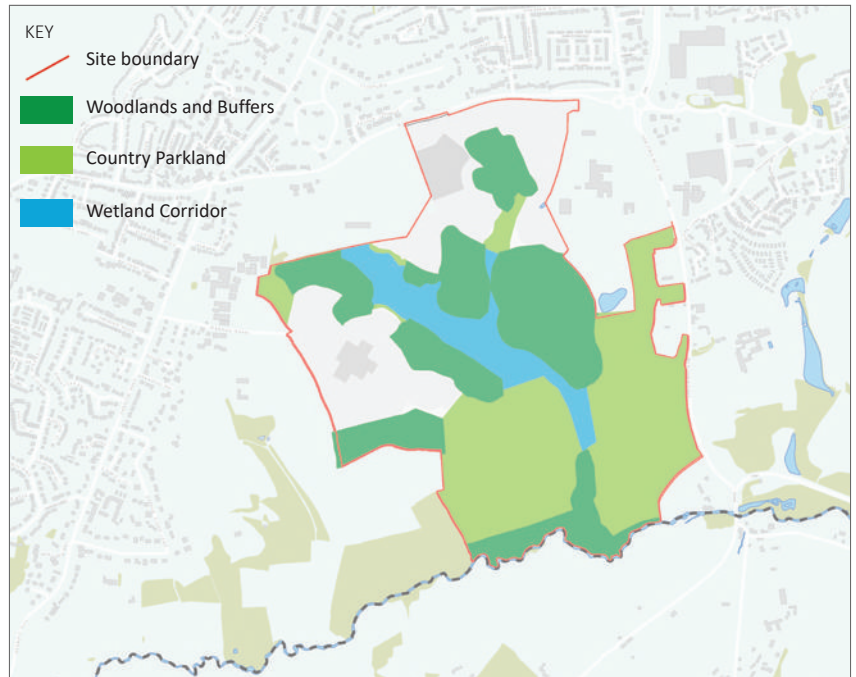 KEY
Site boundary
Woodlands and Buffers
Country Parkland
Wetland Corridor